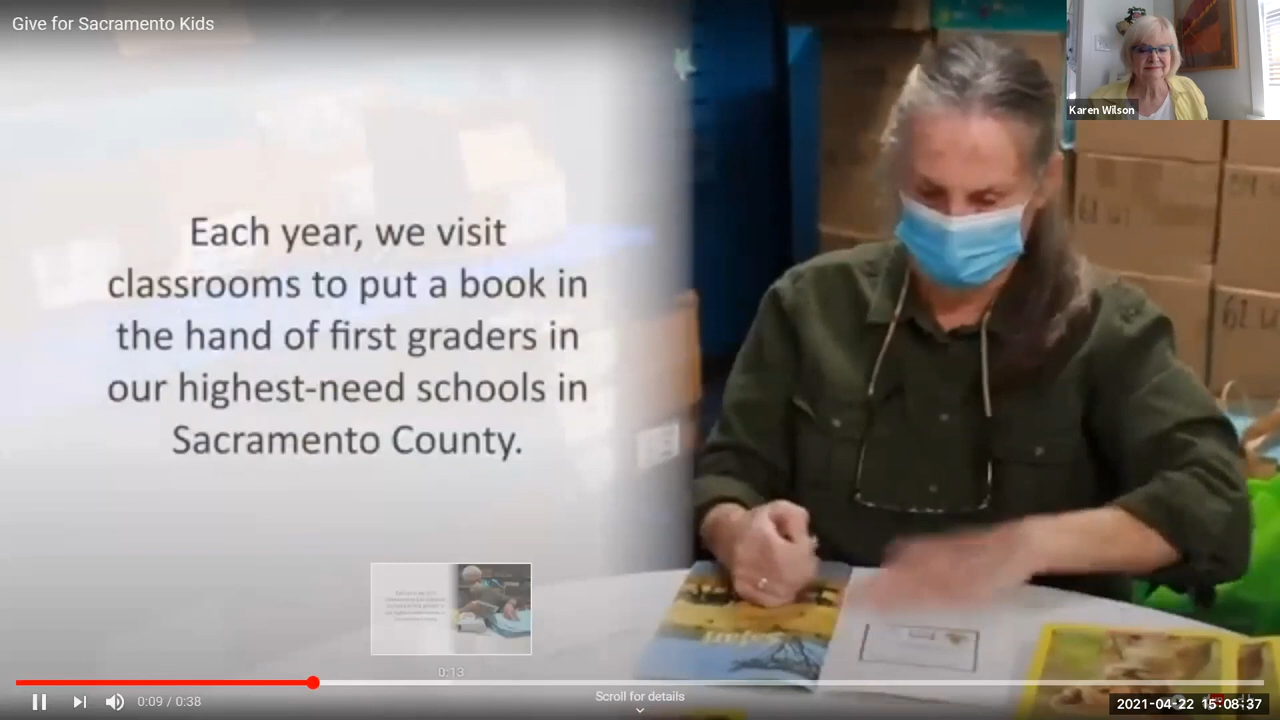 Give for Sacramento Kids
Karen Wilson
Each year, we visit
classrooms to put a book in
the hand of first graders in
our highest-need schools in
Sacramento County.
0:13
0:09 / 0:38
Scroll for details
2021-04-22 15:08:37